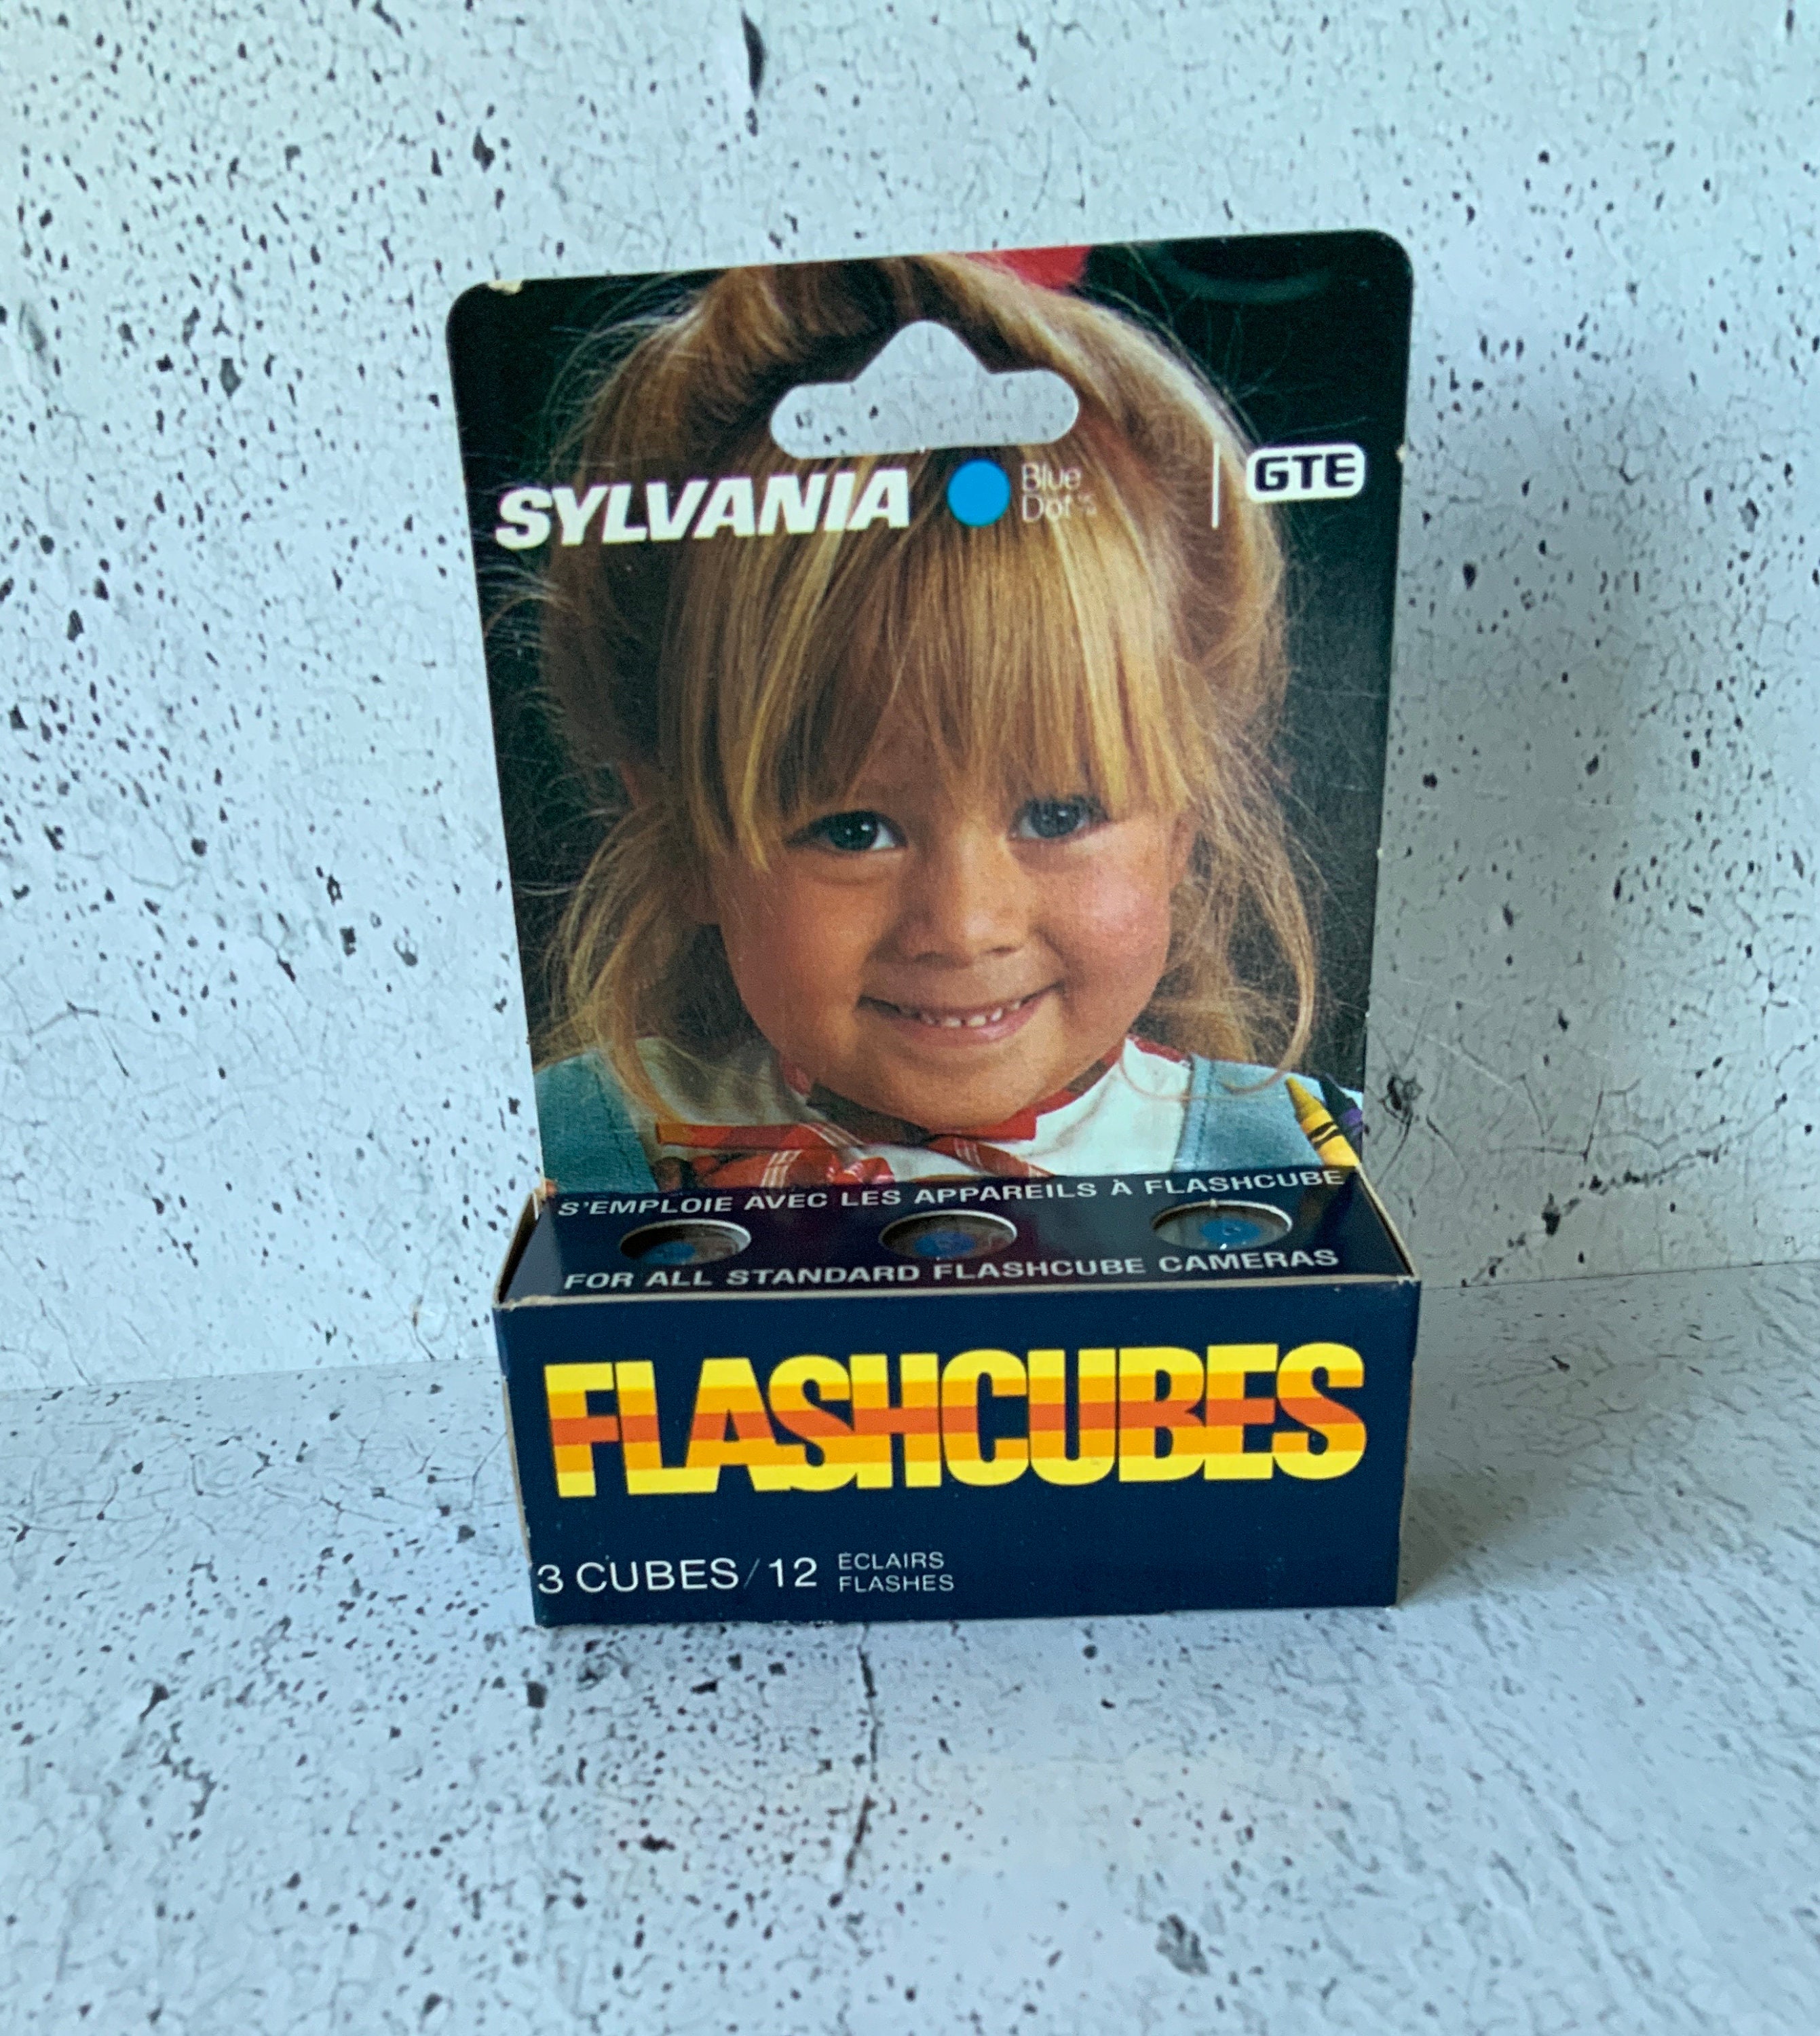 SYLVANIA Blue Dot GTE
S'EMPLOIE AVEC LES APPAREILS À FLASHCUBE
FOR ALL STANDARD FLASHCUBE CAMERAS
FLASHCUBES
3 CUBES/12 ÉCLAIRS
FLASHES